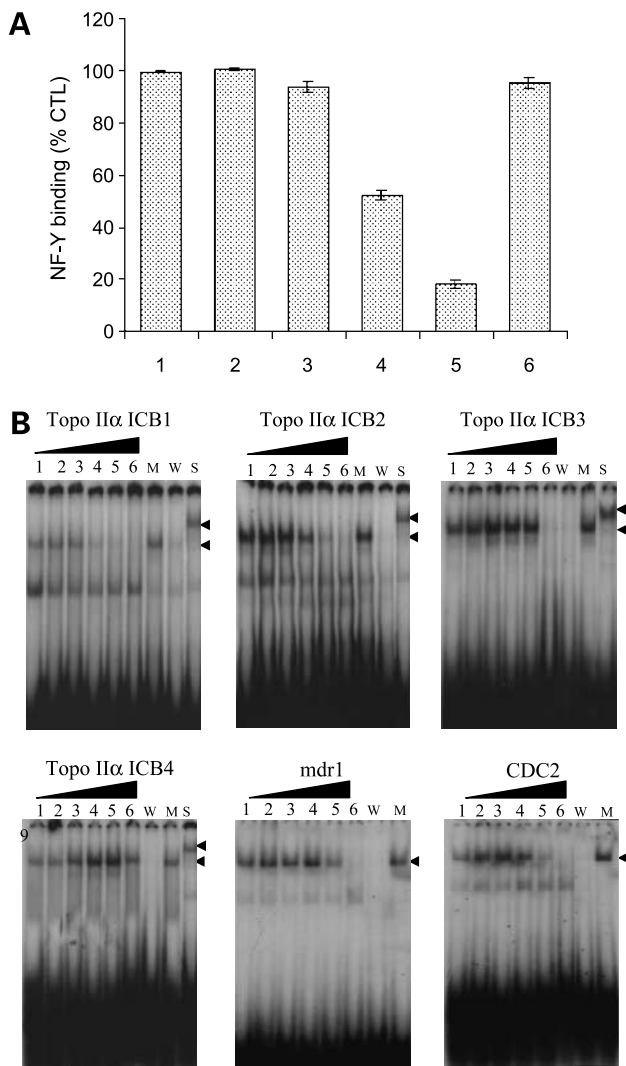 A
NF-Y binding (% CTL)
120
100
80
60
40
20
0
1 2 3 4 5 6
B
Topo IIα ICB1
1 2 3 4 5 6 M W S
Topo IIα ICB2
1 2 3 4 5 6 M W S
Topo IIα ICB3
1 2 3 4 5 6 W M S
Topo IIα ICB4
1 2 3 4 5 6 W M S
9
mdr1
1 2 3 4 5 6 W M
CDC2
1 2 3 4 5 6 W M